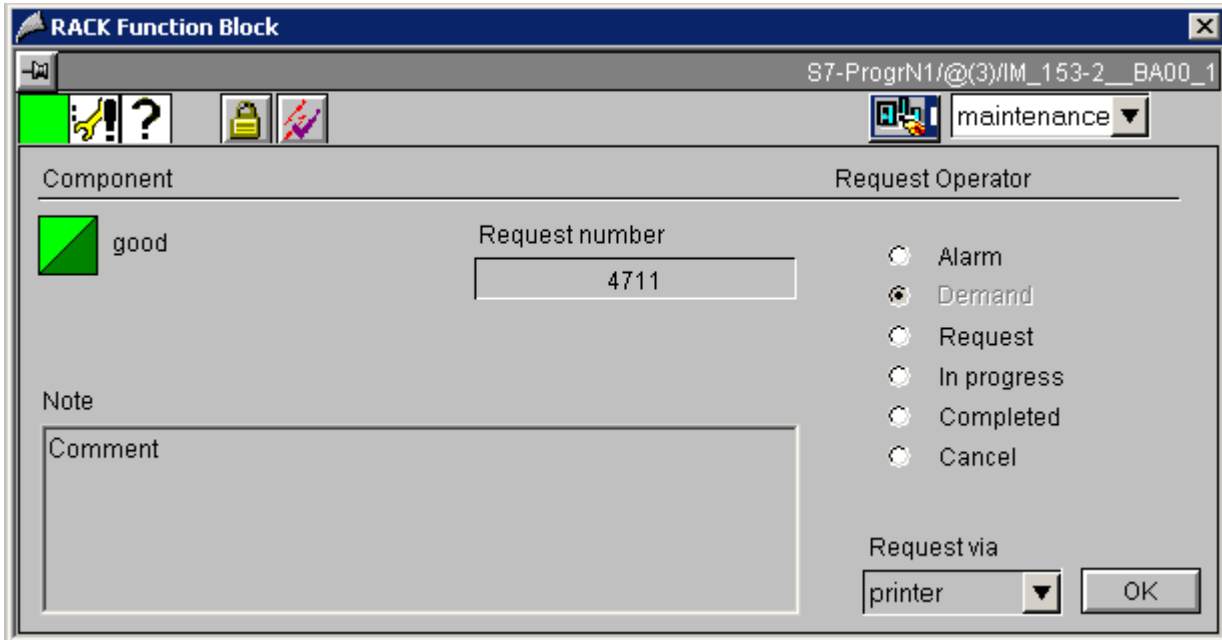 RACK Function Block
S7-ProgrN1/@(3)/IM_153-2__BA00_1
maintenance
Component
Request Operator
good
Request number
4711
Alarm
Demand
Request
In progress
Completed
Cancel
Note
Comment
Request via
printer
OK